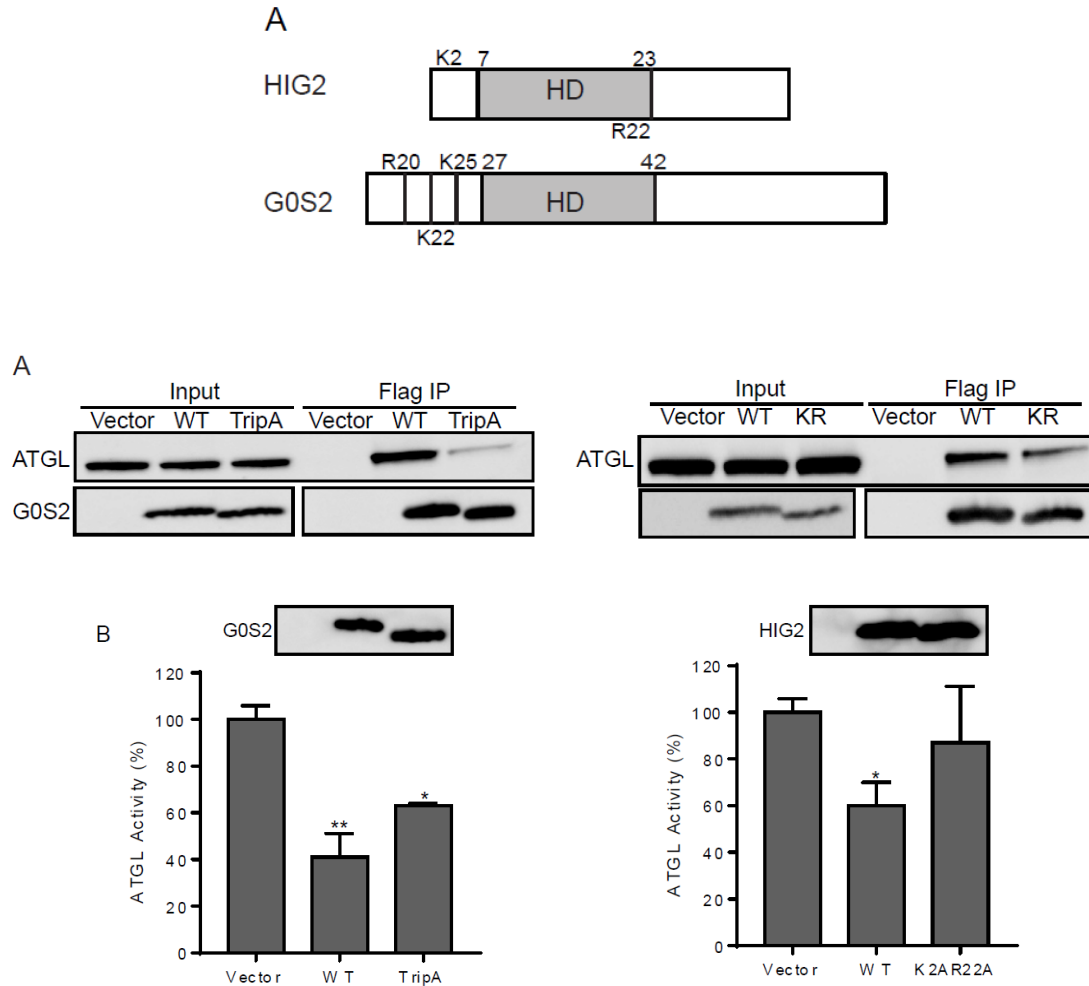 A
K2 7 23
HIG2 HD
R22
R20 K25 27 42
G0S2 HD
K22
A
Input Flag IP Input Flag IP
Vector WT TripA Vector WT TripA Vector WT KR Vector WT KR
ATGL ATGL
G0S2
B G0S2 HIG2
120 120
100 100
80 80
60 60
40 40
20 20
0 0
ATGL Activity (%) ATGL Activity (%)
** * *
Vector WT TripA Vector WT K2AR22A